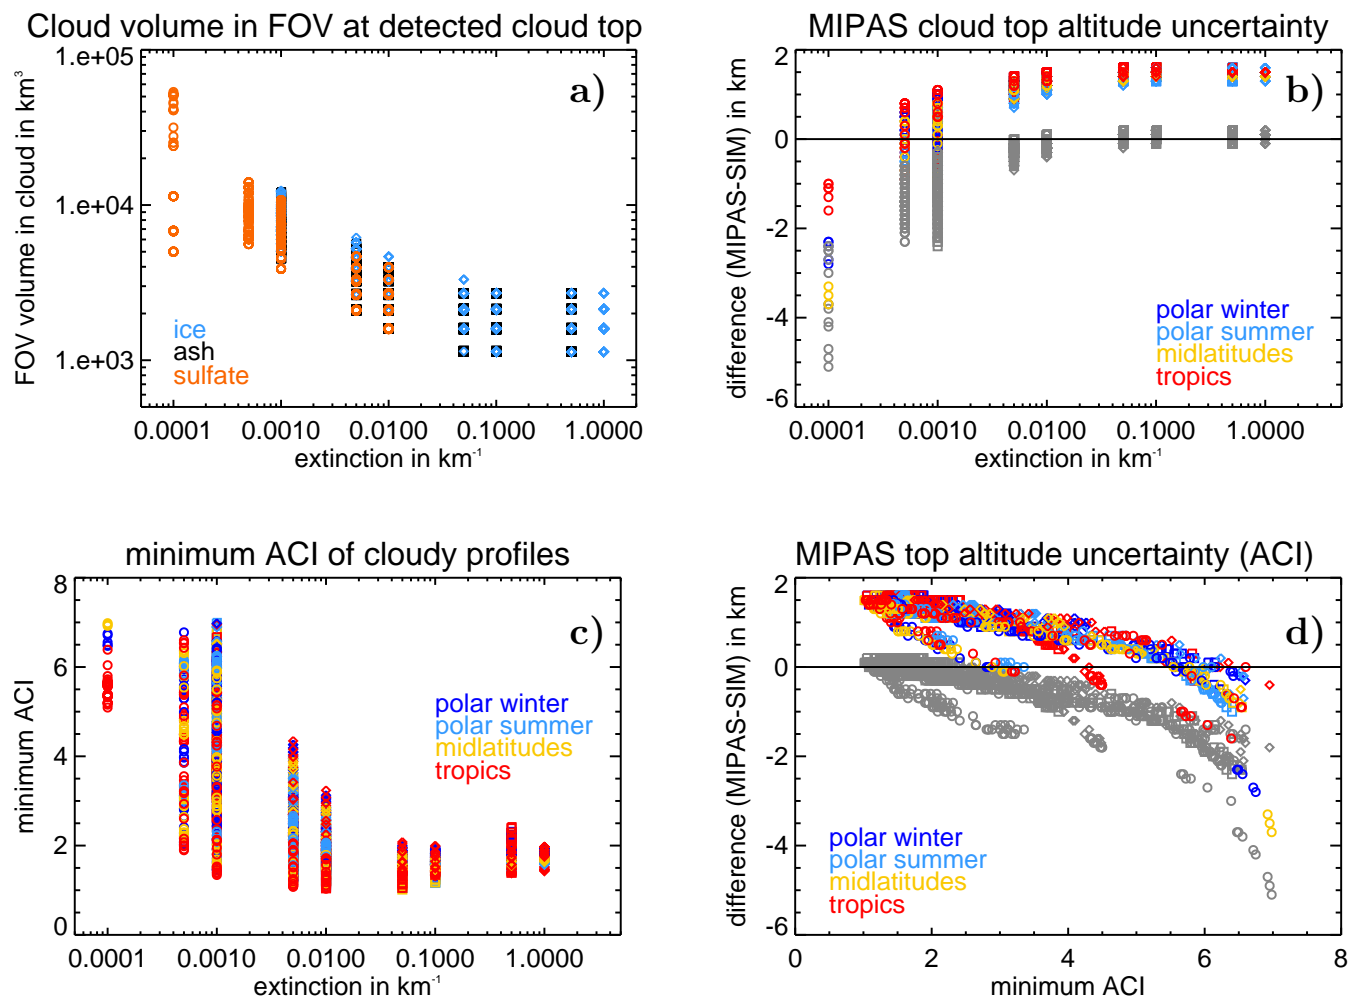 Cloud volume in FOV at detected cloud top
FOV volume in cloud in km³
1.e+05
1.e+04
1.e+03
a)
ice
ash
sulfate
0.0001 0.0010 0.0100 0.1000 1.0000
extinction in km⁻¹
MIPAS cloud top altitude uncertainty
difference (MIPAS-SIM) in km
2
0
-2
-4
-6
b)
polar winter
polar summer
midlatitudes
tropics
0.0001 0.0010 0.0100 0.1000 1.0000
extinction in km⁻¹
minimum ACI of cloudy profiles
minimum ACI
8
6
4
2
0
c)
polar winter
polar summer
midlatitudes
tropics
0.0001 0.0010 0.0100 0.1000 1.0000
extinction in km⁻¹
MIPAS top altitude uncertainty (ACI)
difference (MIPAS-SIM) in km
2
0
-2
-4
-6
d)
polar winter
polar summer
midlatitudes
tropics
0 2 4 6 8
minimum ACI